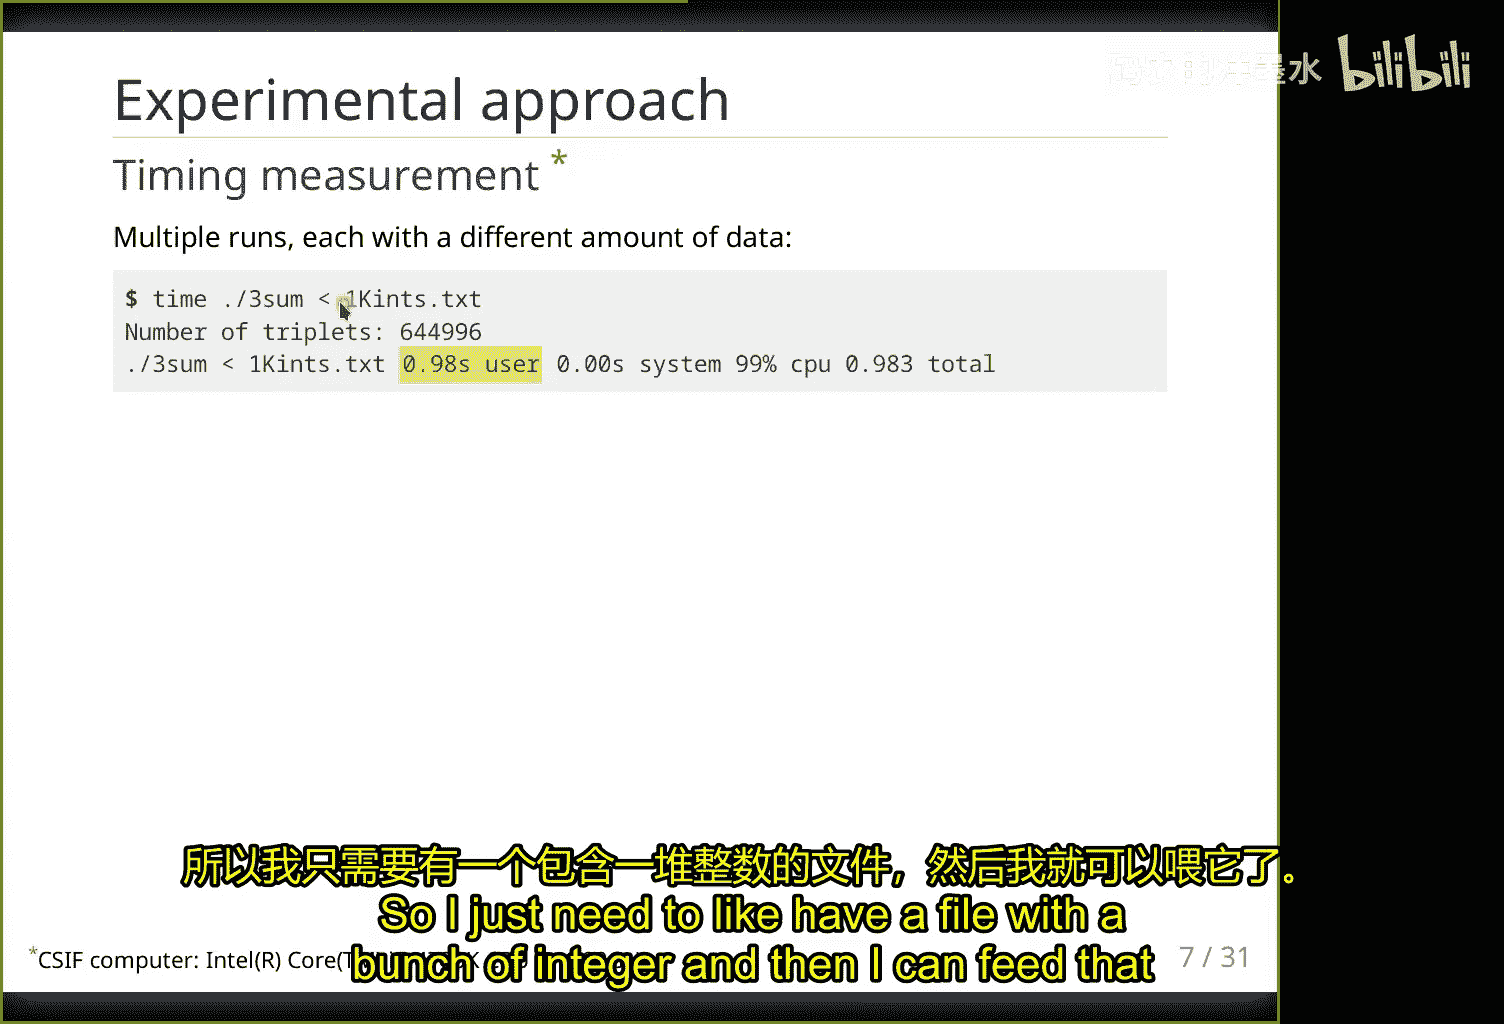 水 bilibili
Experimental approach
Timing measurement *
Multiple runs, each with a different amount of data:
$ time ./3sum < 1Kints.txt
Number of triplets: 644996
./3sum < 1Kints.txt 0.98s user 0.00s system 99% cpu 0.983 total
所以我只需要有一个包含一堆整数的文件，然后我就可以喂它了。
So I just need to like have a file with a
bunch of integer and then I can feed that
*CSIF computer: Intel(R)
7 / 31